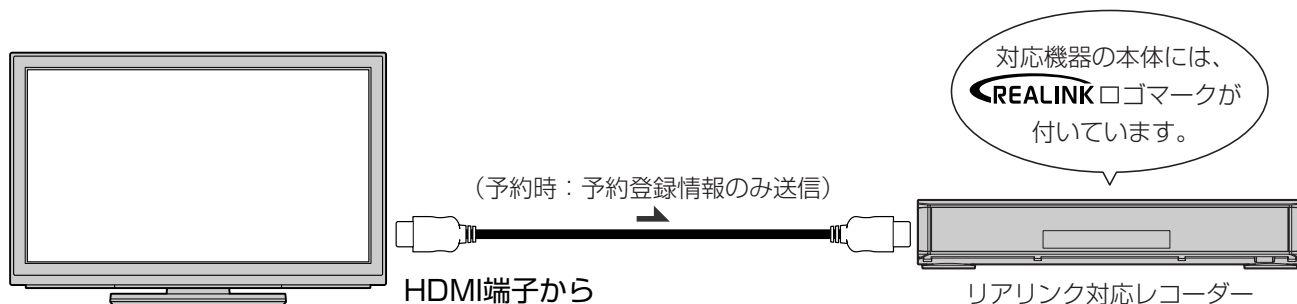 対応機器の本体には、
REALINKロゴマークが
付いています。
（予約時：予約登録情報のみ送信）
HDMI端子から
リアリンク対応レコーダー